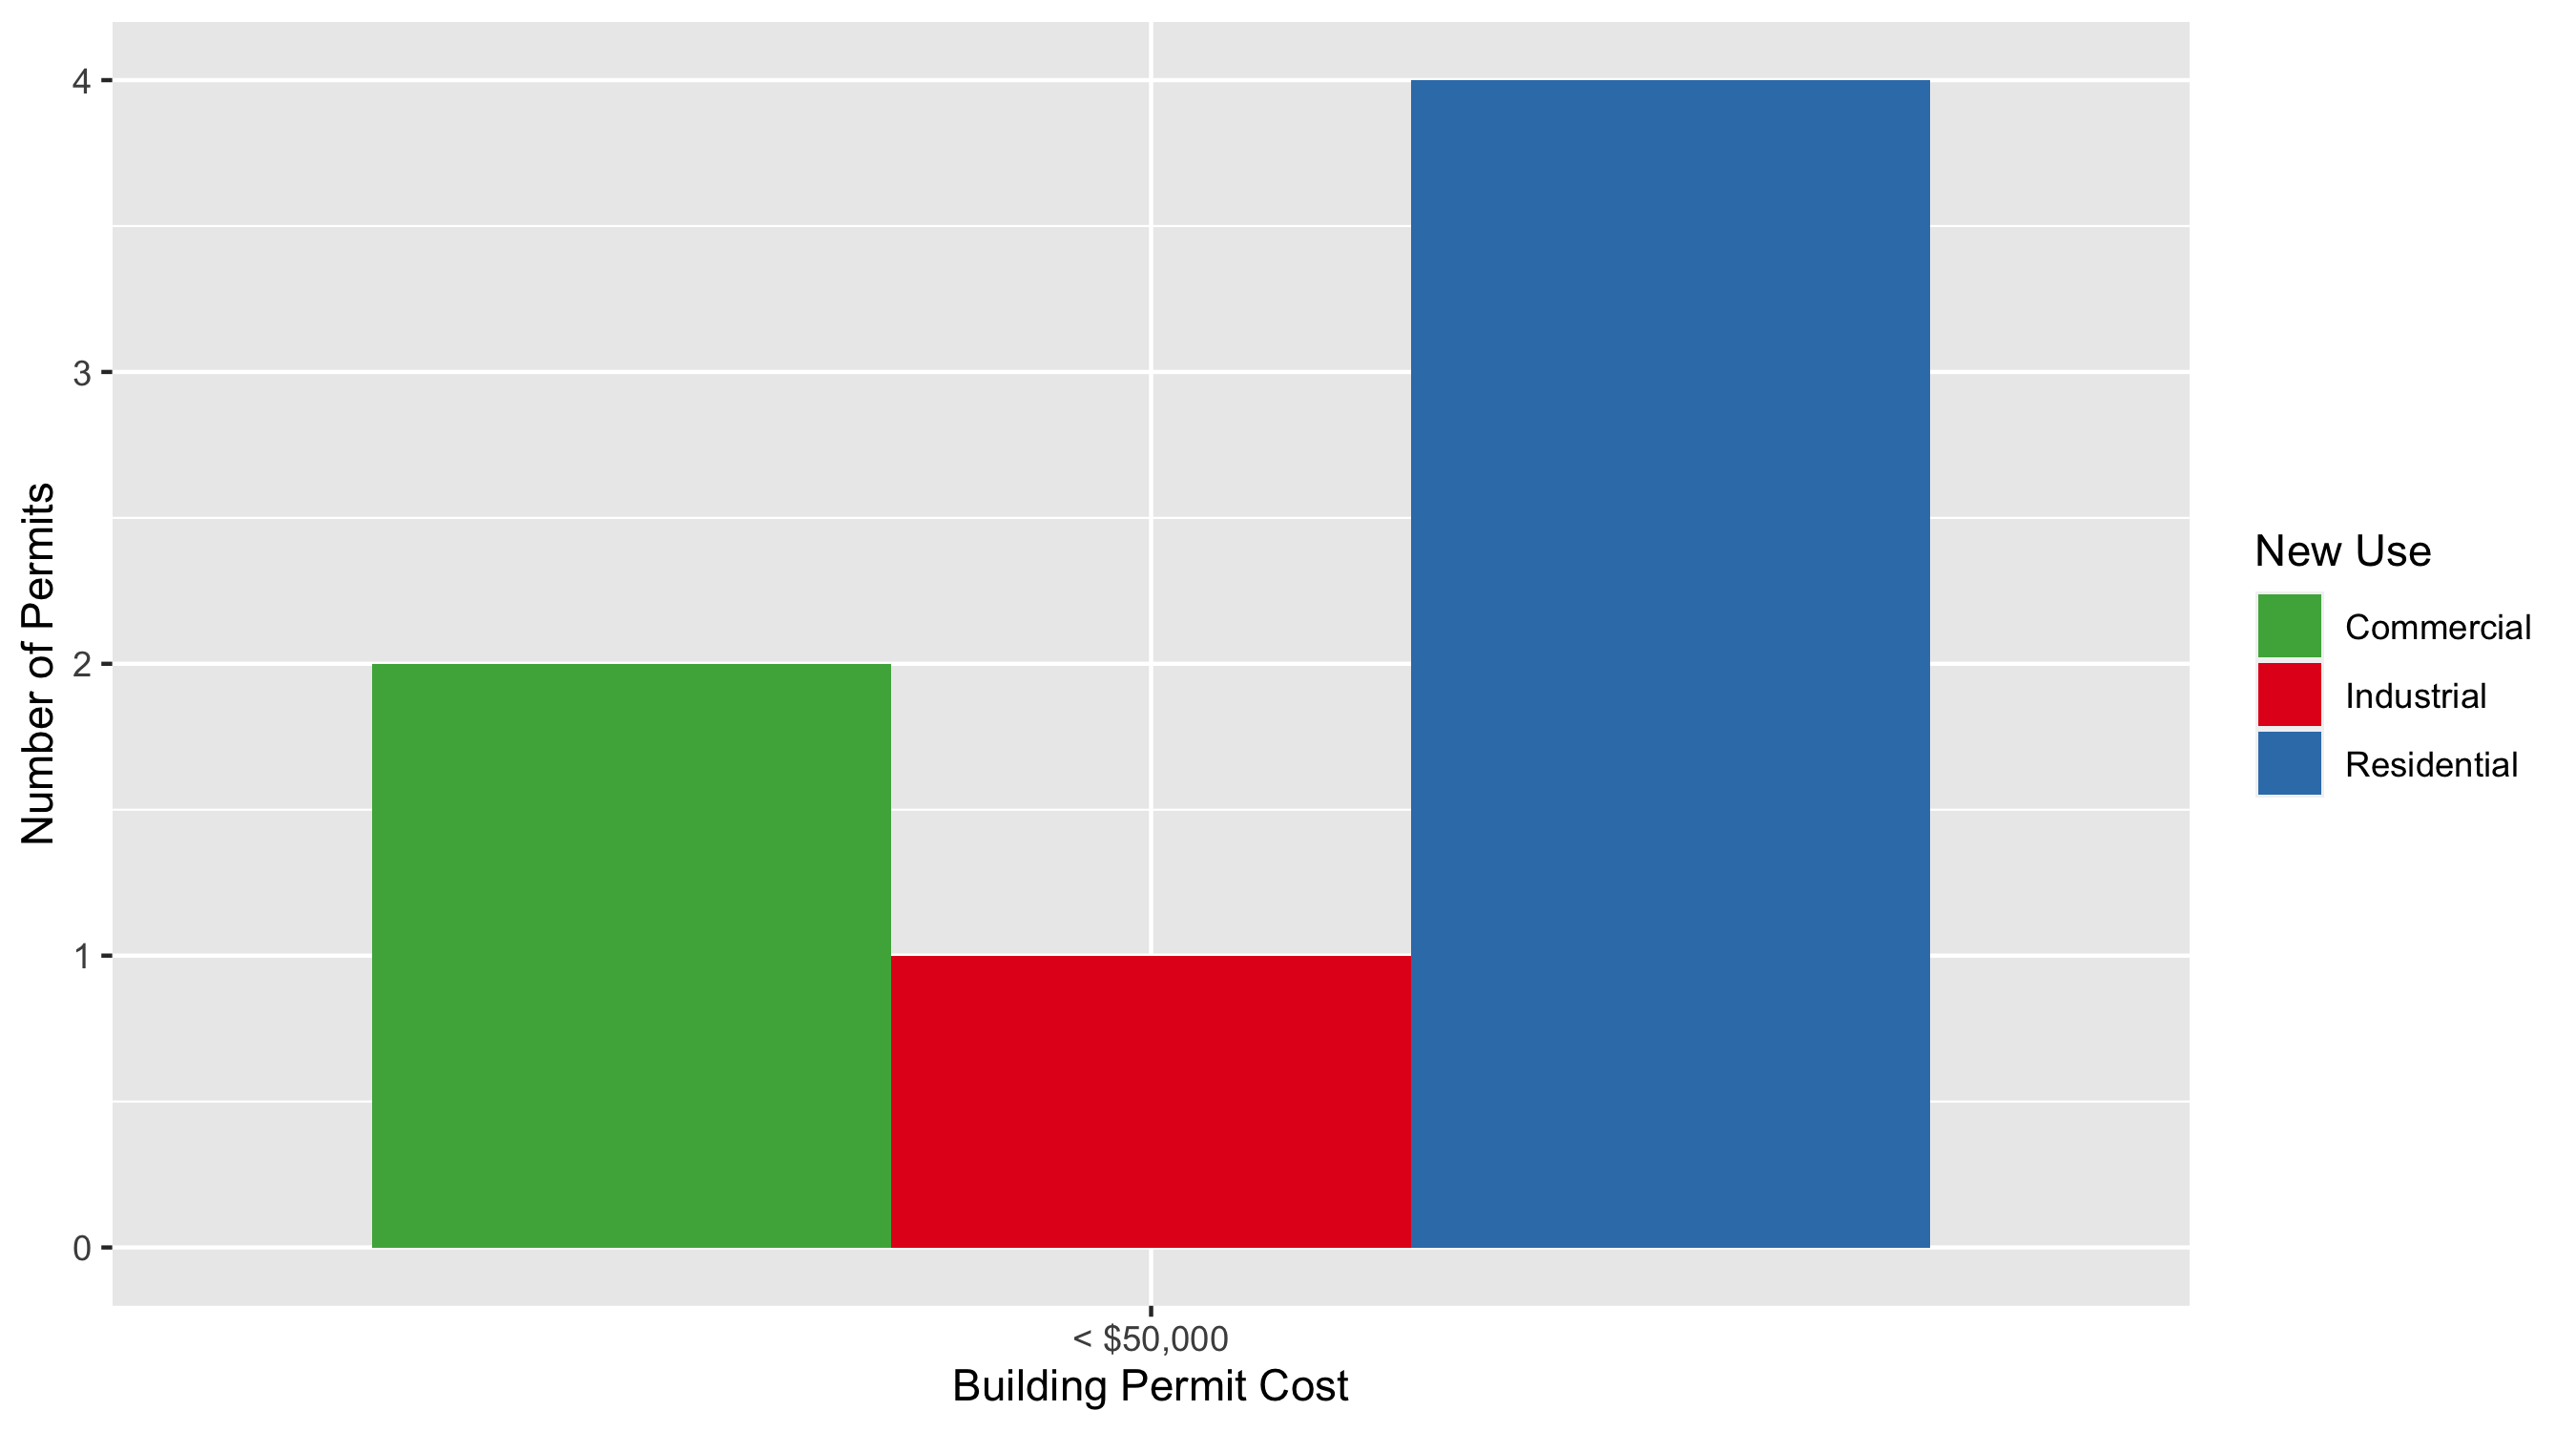 4
3
2
1
0
Number of Permits
< $50,000
Building Permit Cost
New Use
Commercial
Industrial
Residential